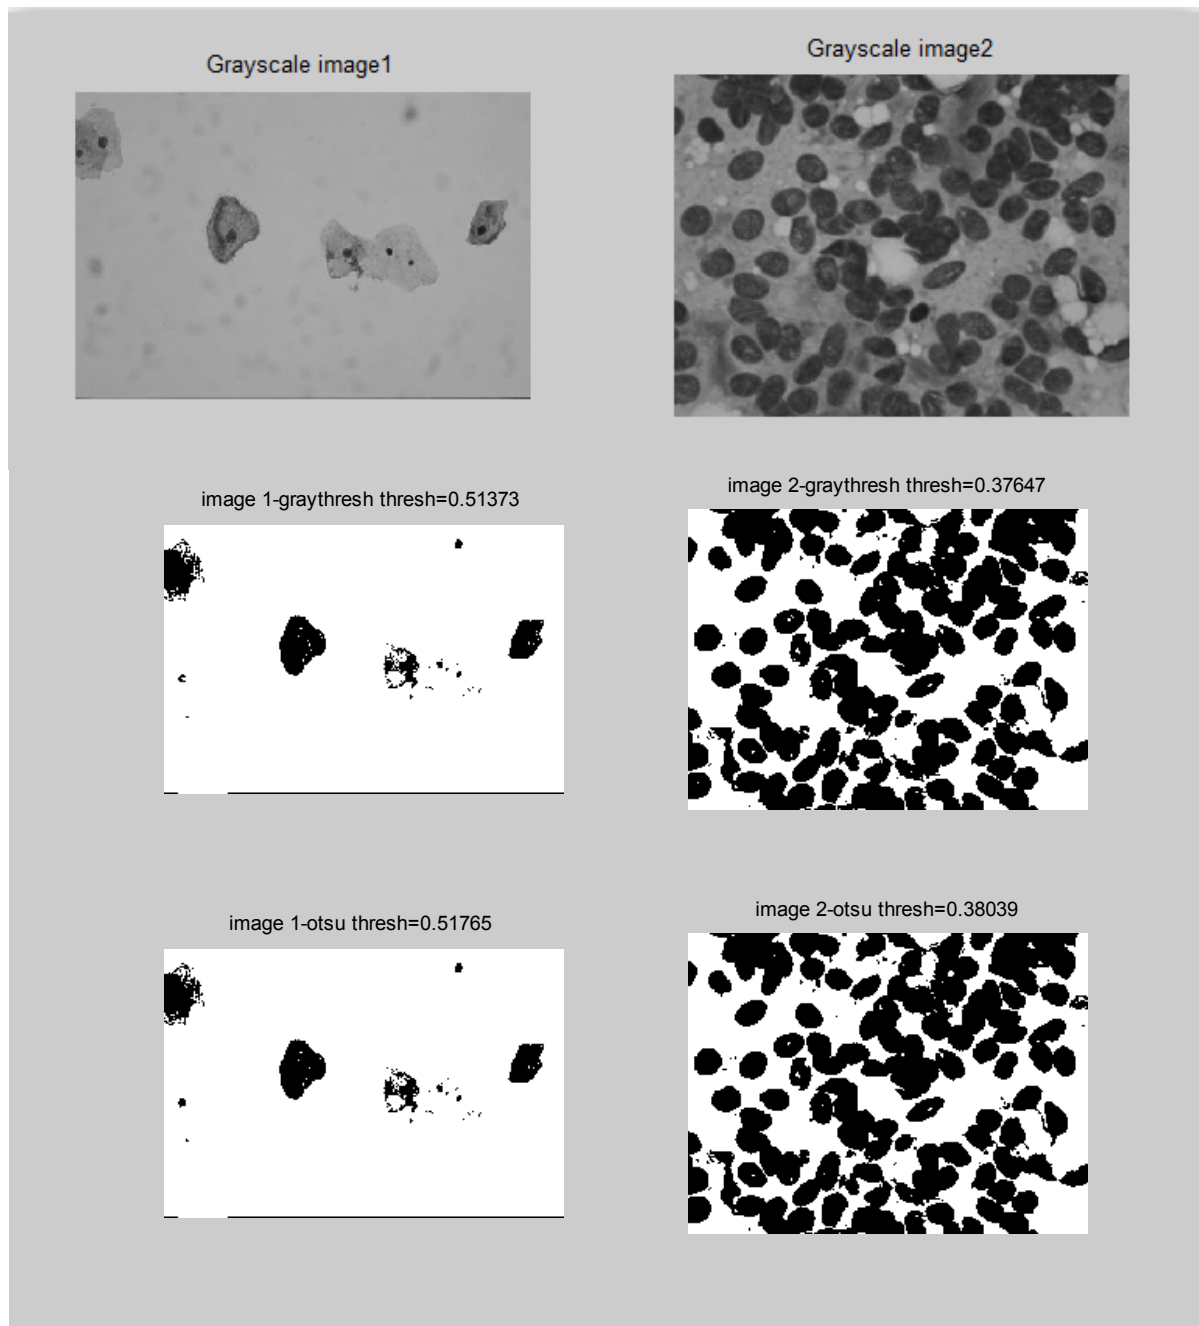 Grayscale image1
Grayscale image2
image 1-graythresh thresh=0.51373
image 2-graythresh thresh=0.37647
image 1-otsu thresh=0.51765
image 2-otsu thresh=0.38039